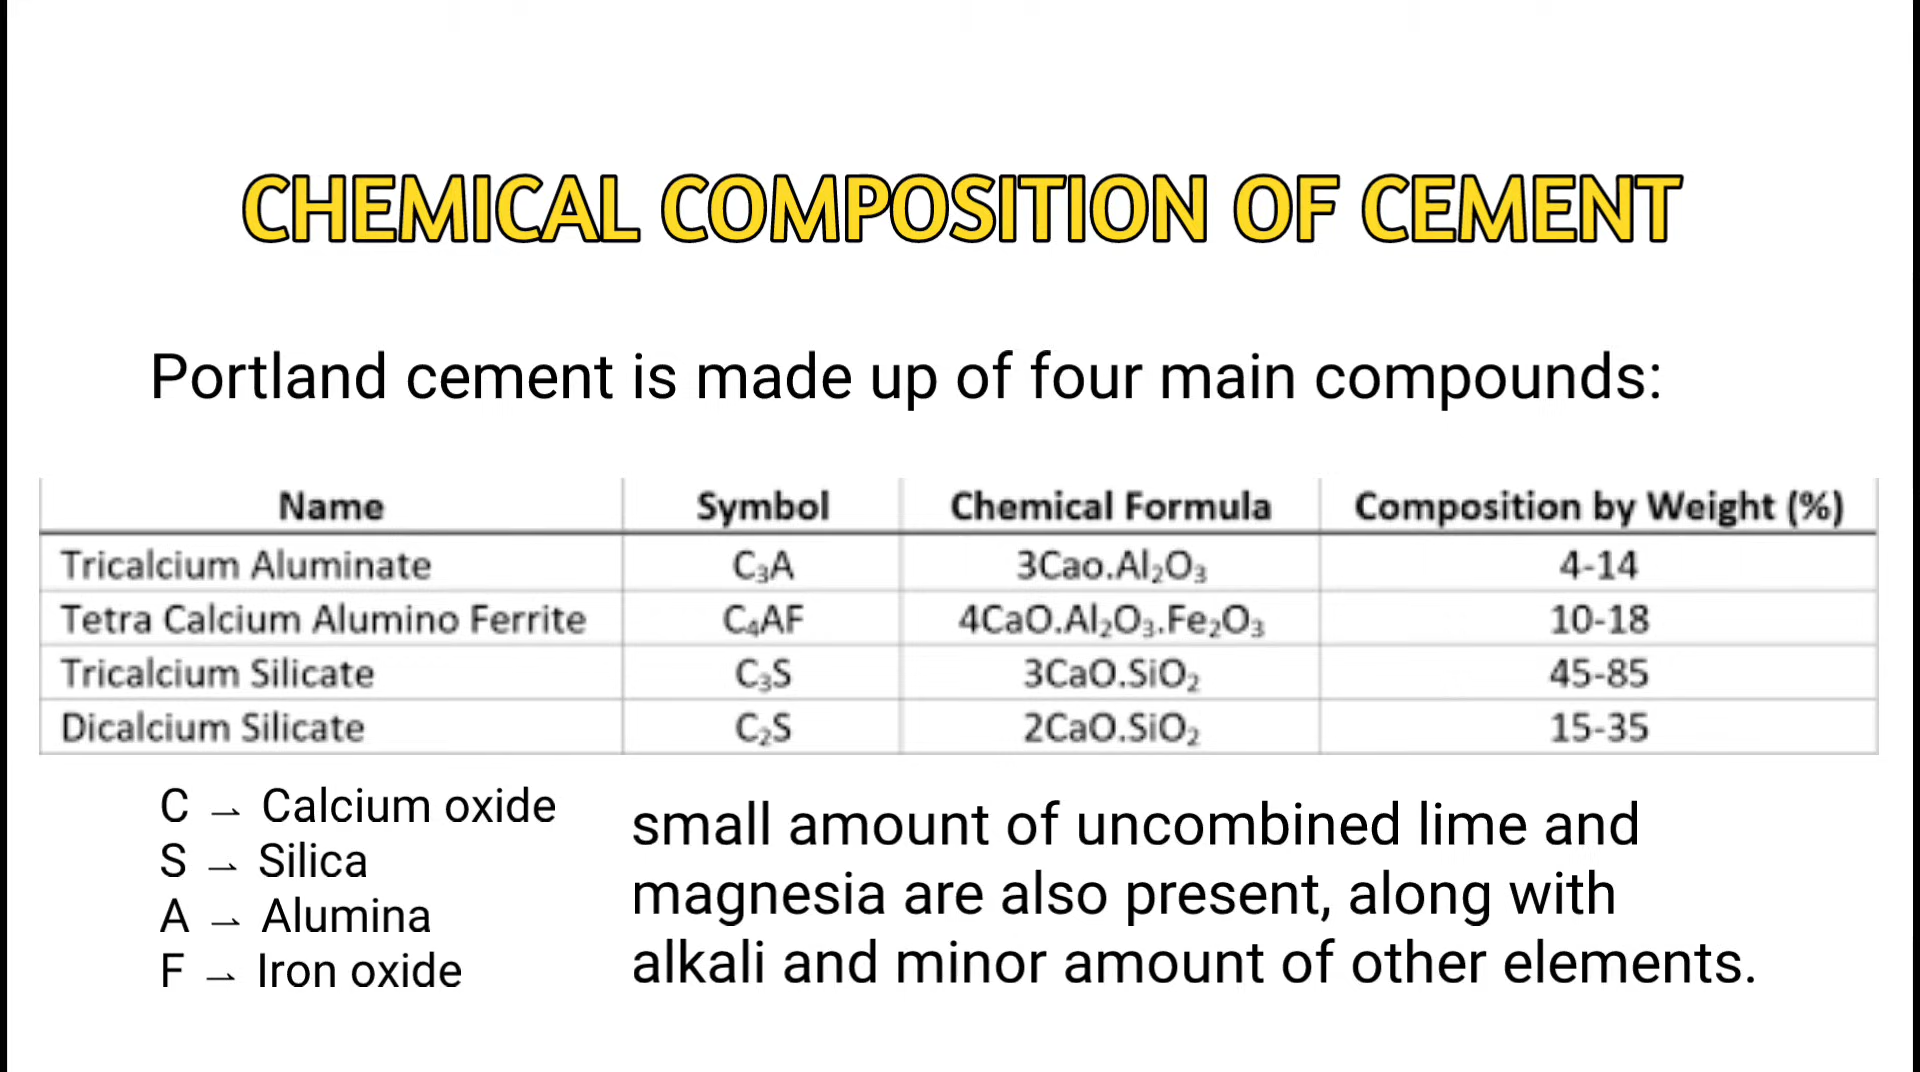 CHEMICAL COMPOSITION OF CEMENT
Portland cement is made up of four main compounds:
Name Symbol Chemical Formula Composition by Weight (%)
Tricalcium Aluminate C₃A 3Cao.Al₂O₃ 4-14
Tetra Calcium Alumino Ferrite C₄AF 4CaO.Al₂O₃.Fe₂O₃ 10-18
Tricalcium Silicate C₃S 3CaO.SiO₂ 45-85
Dicalcium Silicate C₂S 2CaO.SiO₂ 15-35
C → Calcium oxide
S → Silica
A → Alumina
F → Iron oxide
small amount of uncombined lime and
magnesia are also present, along with
alkali and minor amount of other elements.